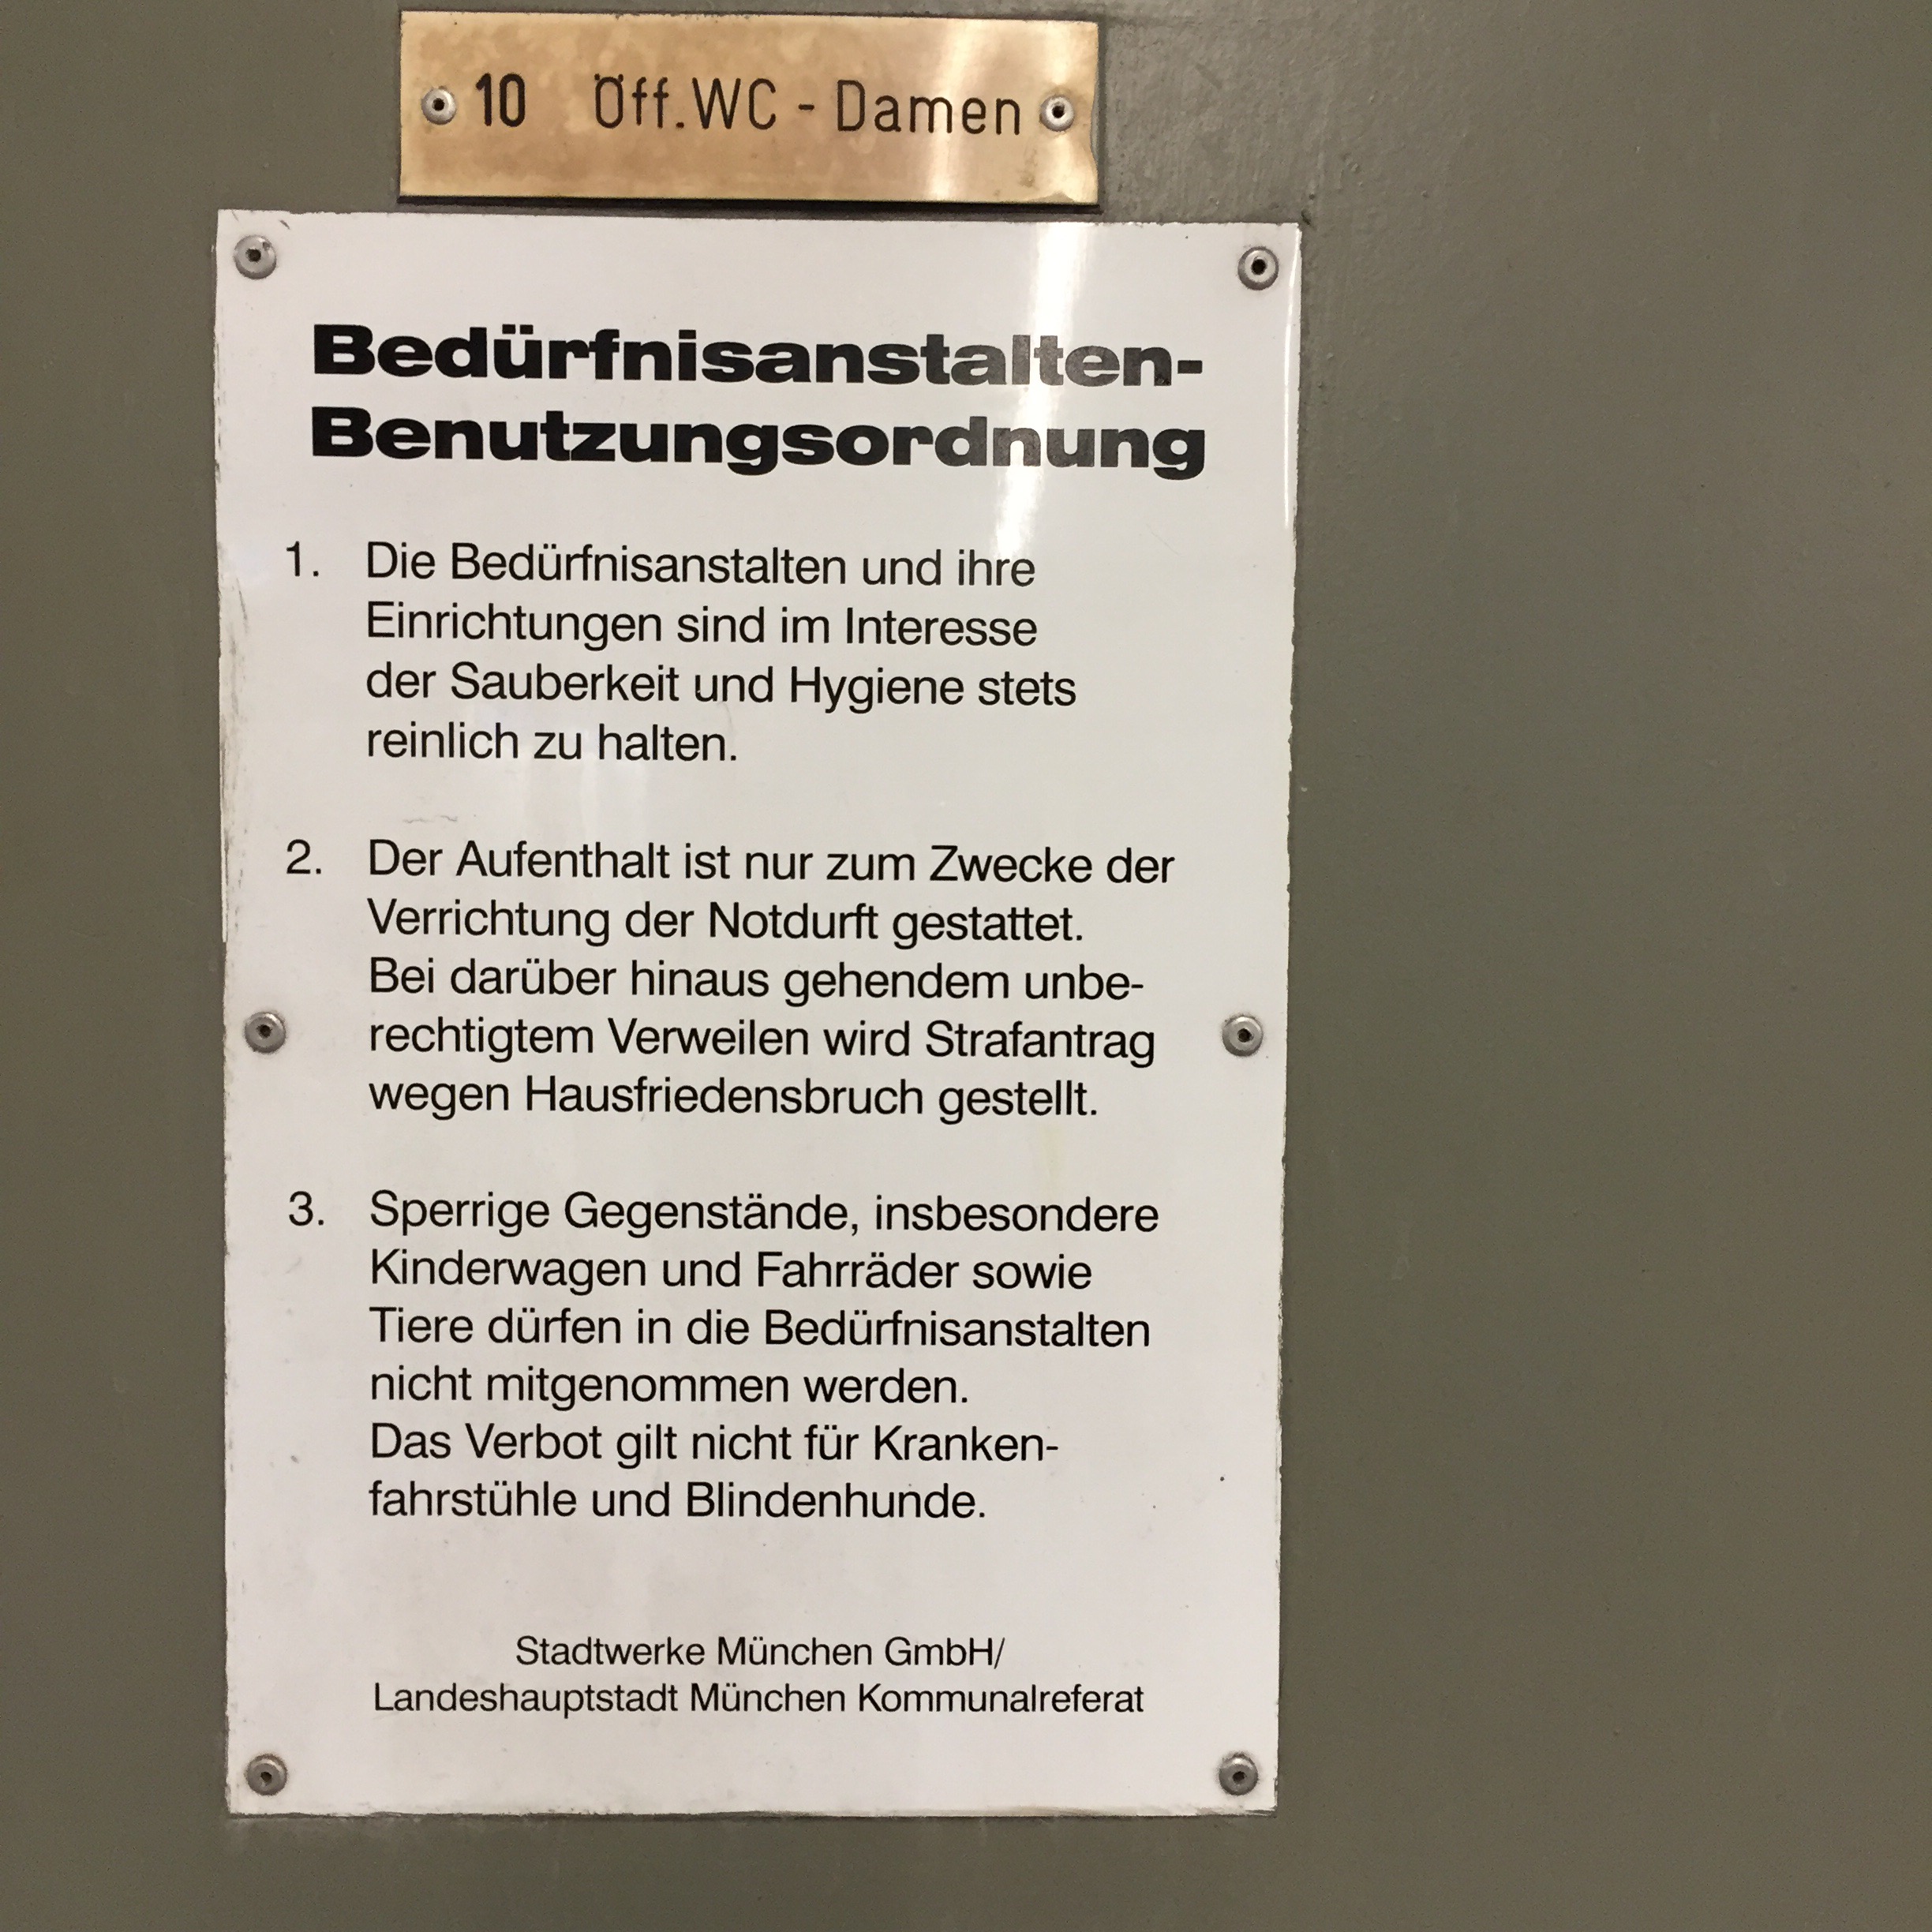 10 Öff.WC - Damen
Bedürfnisanstalten-
Benutzungsordnung
1. Die Bedürfnisanstalten und ihre
Einrichtungen sind im Interesse
der Sauberkeit und Hygiene stets
reinlich zu halten.
2. Der Aufenthalt ist nur zum Zwecke der
Verrichtung der Notdurft gestattet.
Bei darüber hinaus gehendem unbe-
rechtigtem Verweilen wird Strafantrag
wegen Hausfriedensbruch gestellt.
3. Sperrige Gegenstände, insbesondere
Kinderwagen und Fahrräder sowie
Tiere dürfen in die Bedürfnisanstalten
nicht mitgenommen werden.
Das Verbot gilt nicht für Kranken-
fahrstühle und Blindenhunde.
Stadtwerke München GmbH/
Landeshauptstadt München Kommunalreferat